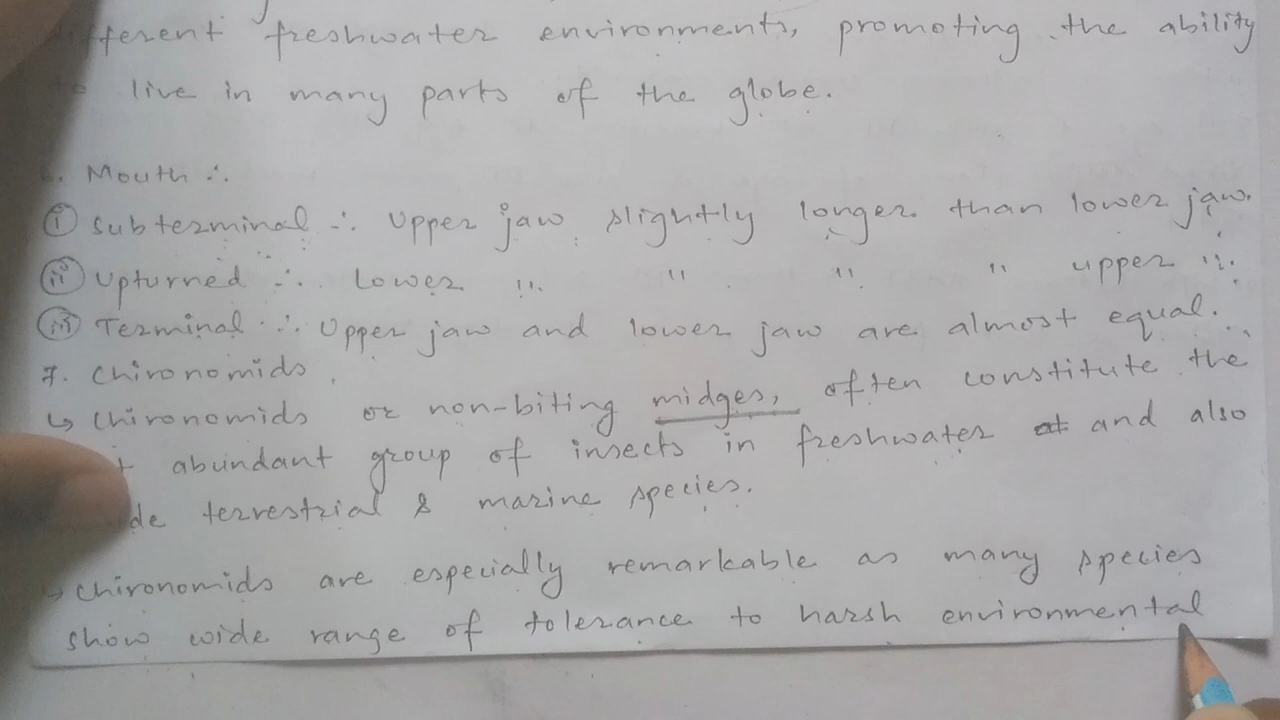 different freshwater environments, promoting the ability
to live in many parts of the globe.
6. Mouth ∴
(i) Subterminal ∴ Upper jaw slightly longer than lower jaw.
(ii) Upturned ∴ Lower " " " " upper "
(iii) Terminal ∴ Upper jaw and lower jaw are almost equal.
7. Chironomids.
↳ Chironomids or non-biting midges, often constitute the
abundant group of insects in freshwater and also
terrestrial & marine species.
↳ Chironomids are especially remarkable as many species
show wide range of tolerance to harsh environmental